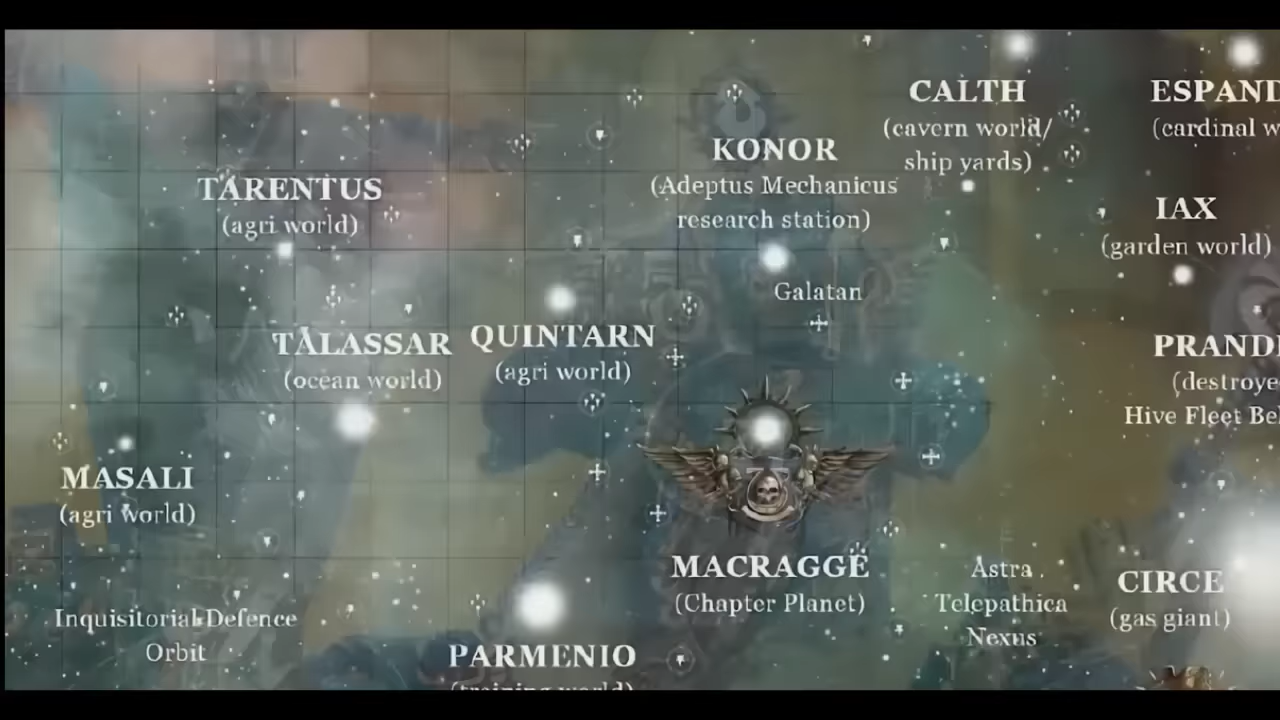 CALTH
(cavern world/
ship yards)
ESPAND
(cardinal w
KONOR
(Adeptus Mechanicus
research station)
TARENTUS
(agri world)
IAX
(garden world)
Galatan
TALASSAR
(ocean world)
QUINTARN
(agri world)
PRANDI
(destroye
Hive Fleet Be
MASALI
(agri world)
MACRAGGE
(Chapter Planet)
Astra
Telepathica
Nexus
CIRCE
(gas giant)
Inquisitorial Defence
Orbit
PARMENIO
(training world)